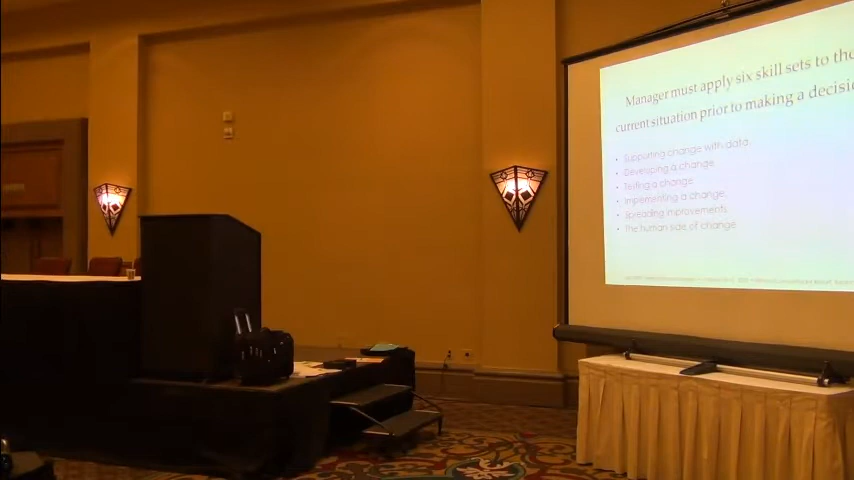 Manager must apply six skill sets to the
current situation prior to making a decisio
• Supporting change with data
• Developing a change
• Testing a change
• Implementing a change
• Spreading improvements
• The human side of change